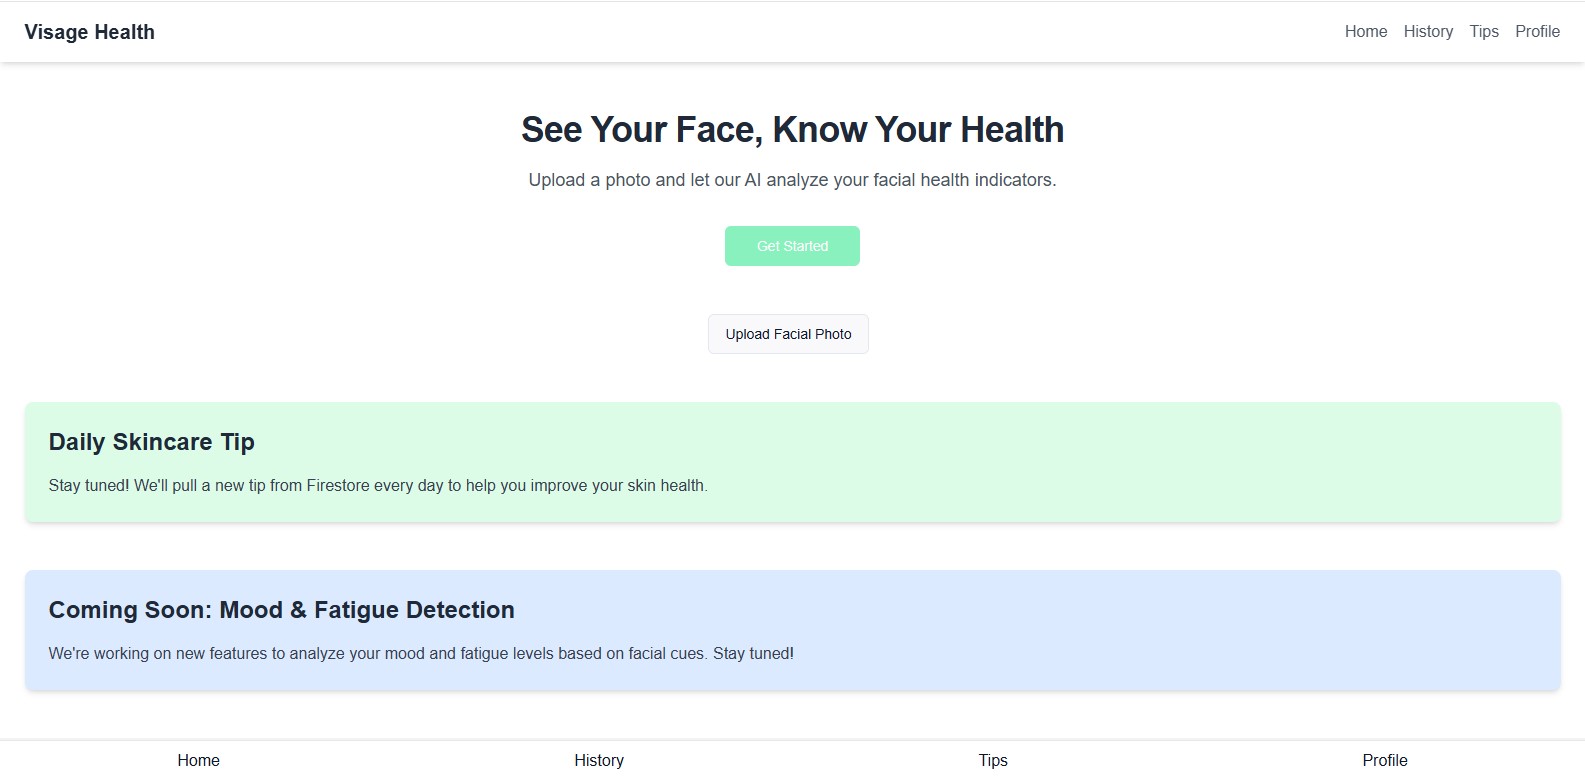 Visage Health
Home History Tips Profile
See Your Face, Know Your Health
Upload a photo and let our AI analyze your facial health indicators.
Get Started
Upload Facial Photo
Daily Skincare Tip
Stay tuned! We'll pull a new tip from Firestore every day to help you improve your skin health.
Coming Soon: Mood & Fatigue Detection
We're working on new features to analyze your mood and fatigue levels based on facial cues. Stay tuned!
Home History Tips Profile